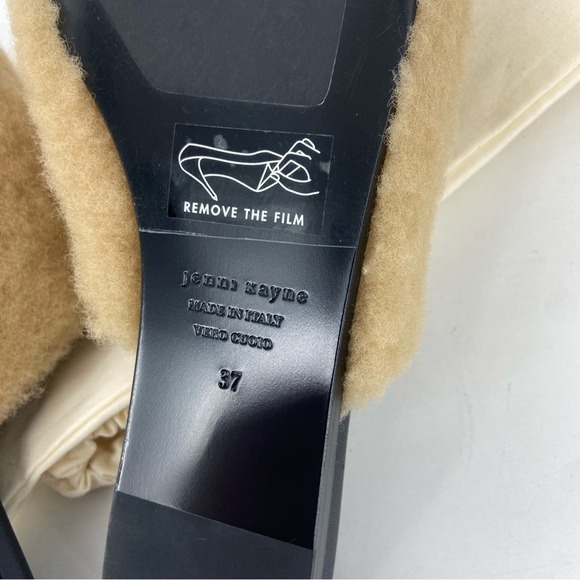 REMOVE THE FILM
jenni kayne
MADE IN ITALY
VERO CUOIO
37